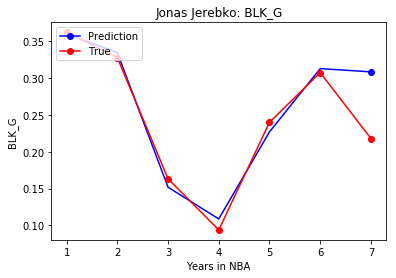 Jonas Jerebko: BLK_G
Prediction
True
0.35
0.30
0.25
0.20
0.15
0.10
BLK_G
1 2 3 4 5 6 7
Years in NBA